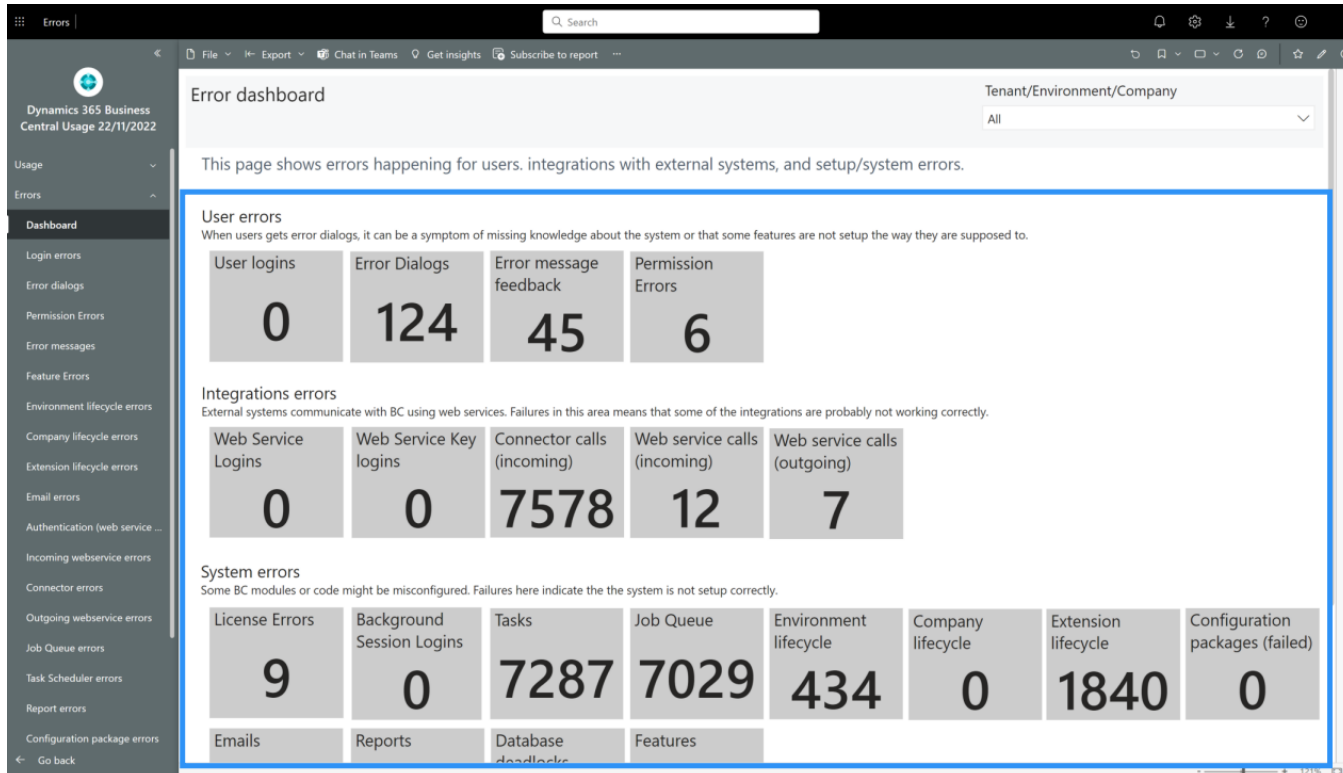 Errors
Search
File
Export
Chat in Teams
Get insights
Subscribe to report
···
Dynamics 365 Business
Central Usage 22/11/2022
Usage
Errors
Dashboard
Login errors
Error dialogs
Permission Errors
Error messages
Feature Errors
Environment lifecycle errors
Company lifecycle errors
Extension lifecycle errors
Email errors
Authentication (web service ...
Incoming webservice errors
Connector errors
Outgoing webservice errors
Job Queue errors
Task Scheduler errors
Report errors
Configuration package errors
Go back
Error dashboard
Tenant/Environment/Company
All
This page shows errors happening for users. integrations with external systems, and setup/system errors.
User errors
When users gets error dialogs, it can be a symptom of missing knowledge about the system or that some features are not setup the way they are supposed to.
User logins
0
Error Dialogs
124
Error message
feedback
45
Permission
Errors
6
Integrations errors
External systems communicate with BC using web services. Failures in this area means that some of the integrations are probably not working correctly.
Web Service
Logins
0
Web Service Key
logins
0
Connector calls
(incoming)
7578
Web service calls
(incoming)
12
Web service calls
(outgoing)
7
System errors
Some BC modules or code might be misconfigured. Failures here indicate the the system is not setup correctly.
License Errors
9
Background
Session Logins
0
Tasks
7287
Job Queue
7029
Environment
lifecycle
434
Company
lifecycle
0
Extension
lifecycle
1840
Configuration
packages (failed)
0
Emails
Reports
Database
deadlocks
Features
121%